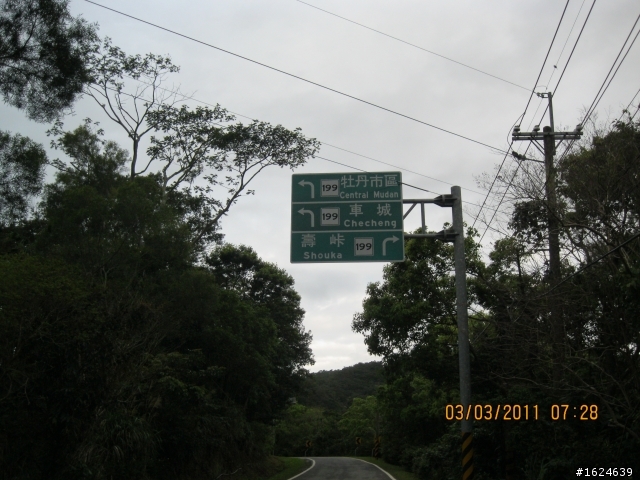 199 牡丹市區
Central Mudan
199 車城
Checheng
壽峠 199
Shouka
03/03/2011 07:28
#1624639